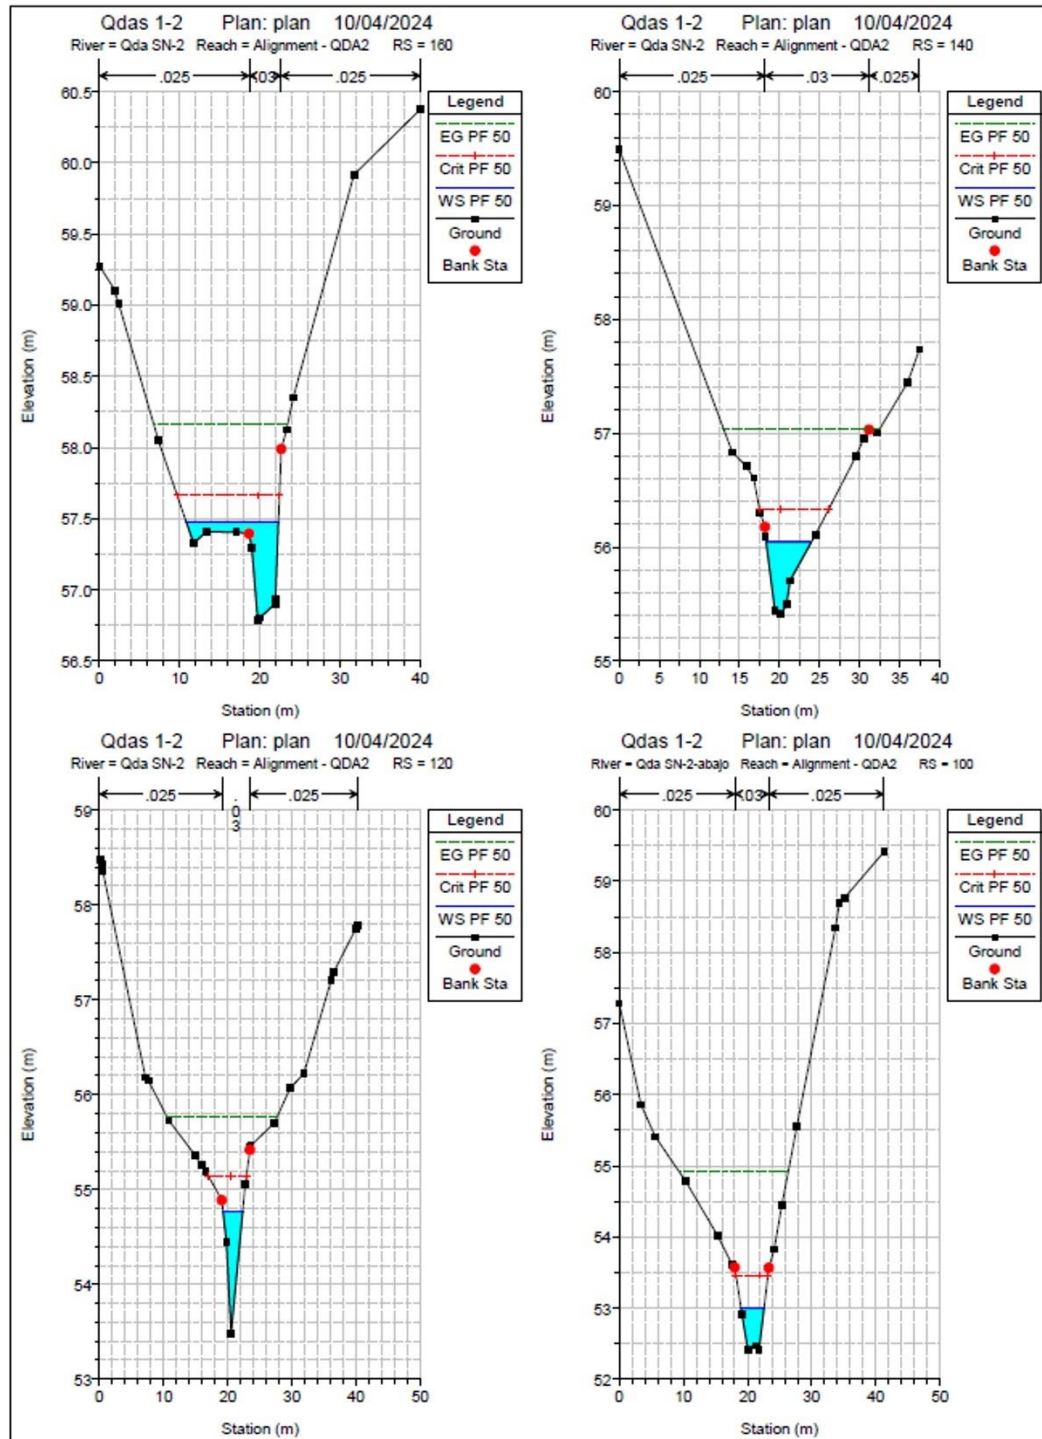 Qdas 1-2 Plan: plan 10/04/2024
River = Qda SN-2 Reach = Alignment - QDA2 RS = 160
.025 .03 .025
Legend
EG PF 50
Crit PF 50
WS PF 50
Ground
Bank Sta
60.5
60.0
59.5
59.0
58.5
58.0
57.5
57.0
56.5
Elevation (m)
0 10 20 30 40
Station (m)
Qdas 1-2 Plan: plan 10/04/2024
River = Qda SN-2 Reach = Alignment - QDA2 RS = 140
.025 .03 .025
Legend
EG PF 50
Crit PF 50
WS PF 50
Ground
Bank Sta
60
59
58
57
56
55
Elevation (m)
0 5 10 15 20 25 30 35 40
Station (m)
Qdas 1-2 Plan: plan 10/04/2024
River = Qda SN-2 Reach = Alignment - QDA2 RS = 120
.025 .03 .025
Legend
EG PF 50
Crit PF 50
WS PF 50
Ground
Bank Sta
59
58
57
56
55
54
53
Elevation (m)
0 10 20 30 40 50
Station (m)
Qdas 1-2 Plan: plan 10/04/2024
River = Qda SN-2-abajo Reach = Alignment - QDA2 RS = 100
.025 .03 .025
Legend
EG PF 50
Crit PF 50
WS PF 50
Ground
Bank Sta
60
59
58
57
56
55
54
53
52
Elevation (m)
0 10 20 30 40 50
Station (m)